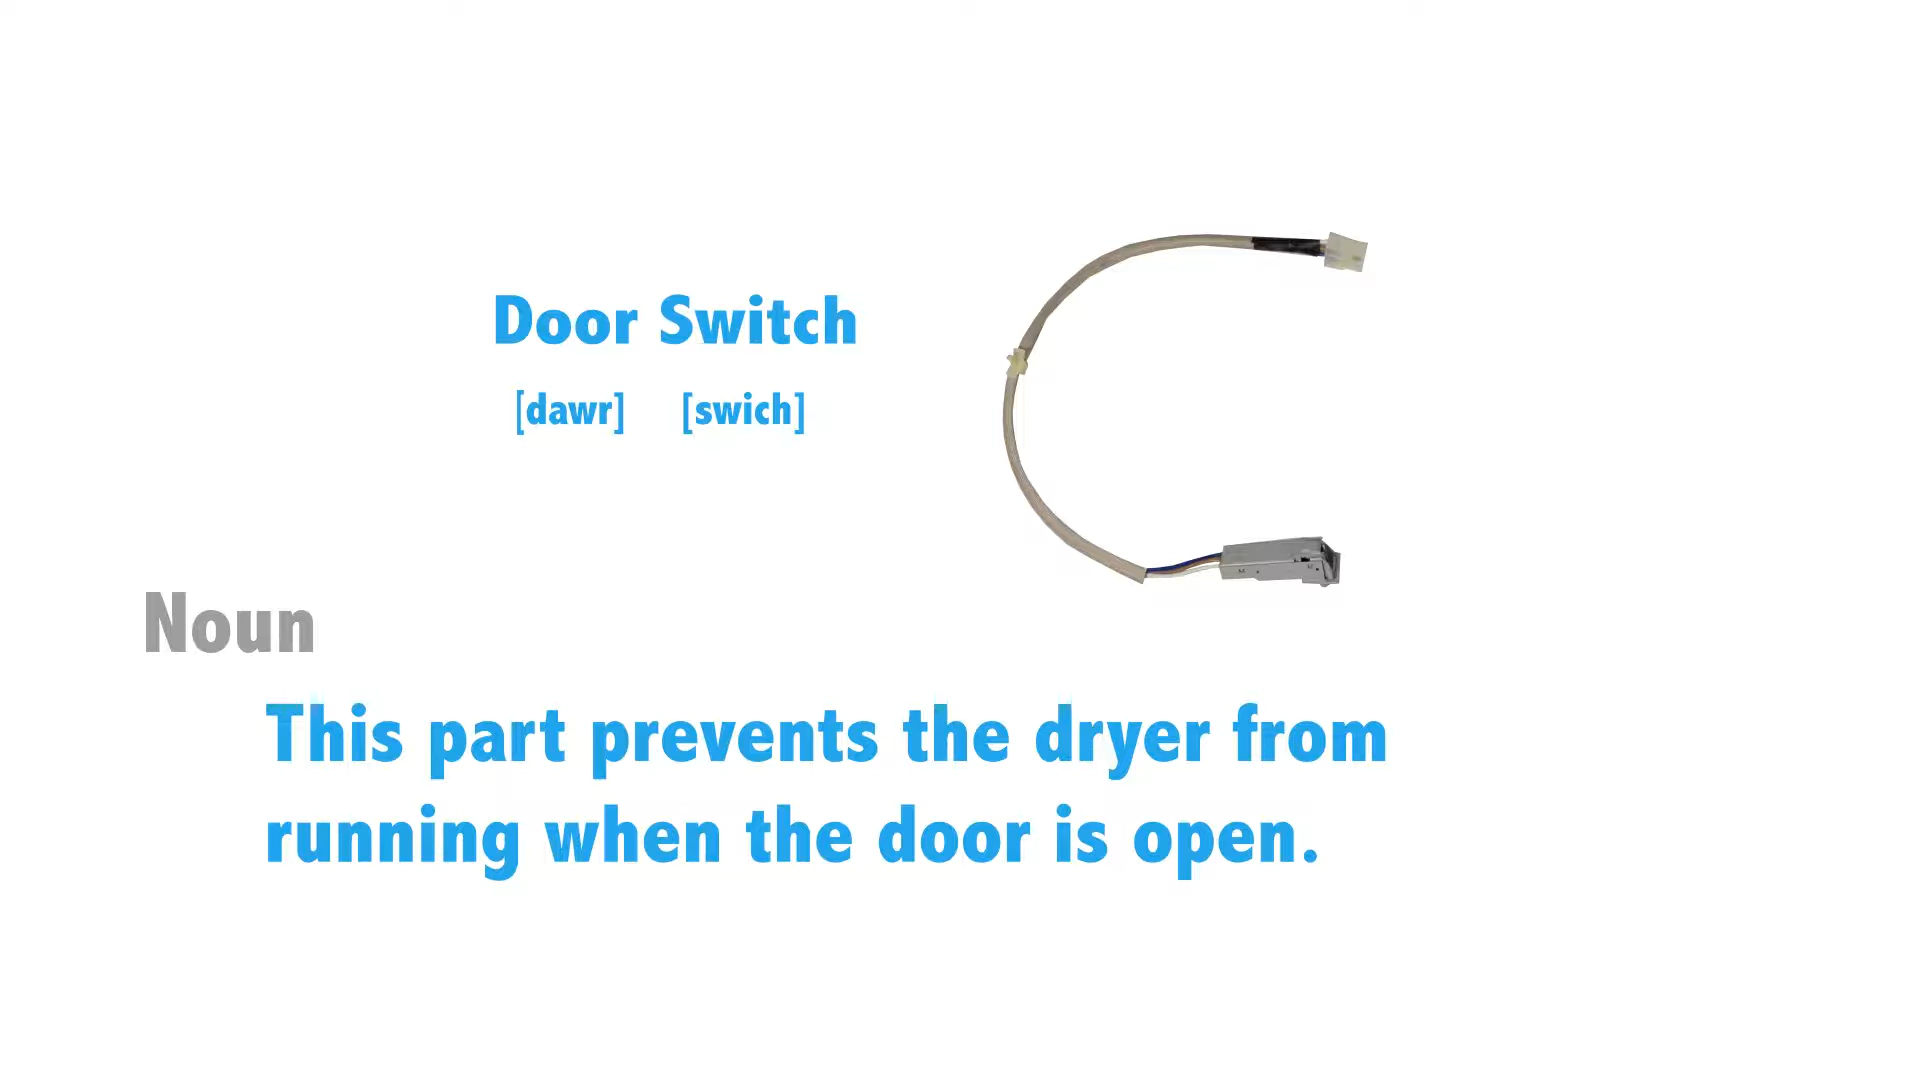 Door Switch
[dawr] [swich]
Noun
This part prevents the dryer from
running when the door is open.